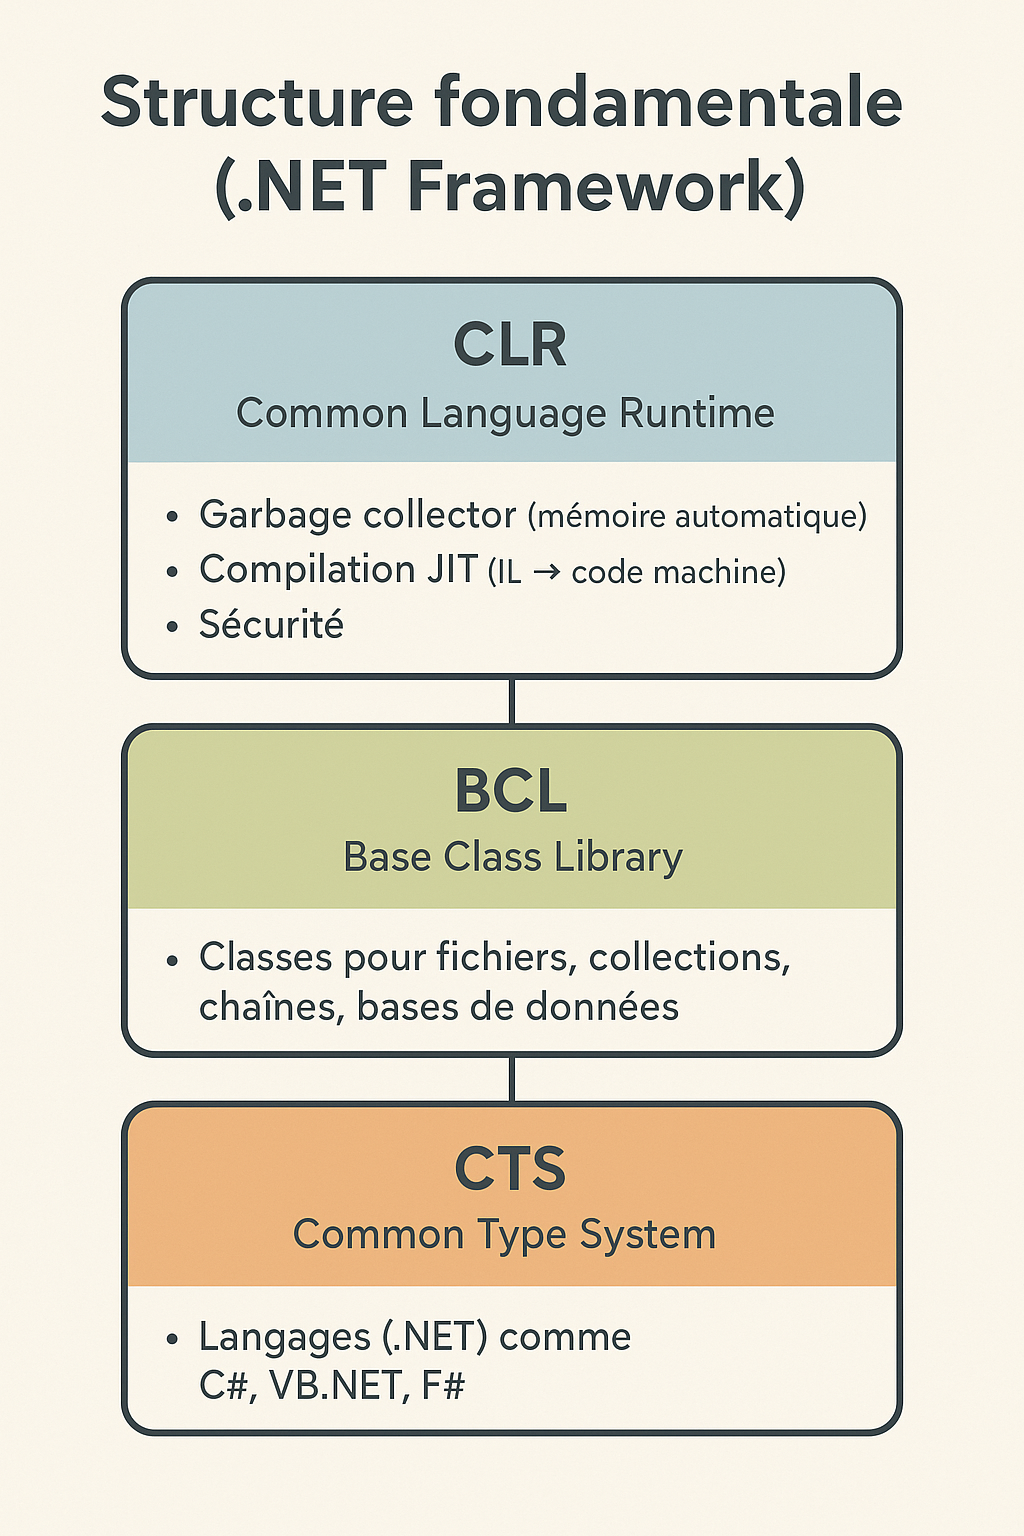 Structure fondamentale
(.NET Framework)
CLR
Common Language Runtime
• Garbage collector (mémoire automatique)
• Compilation JIT (IL → code machine)
• Sécurité
BCL
Base Class Library
• Classes pour fichiers, collections,
chaînes, bases de données
CTS
Common Type System
• Langages (.NET) comme
C#, VB.NET, F#